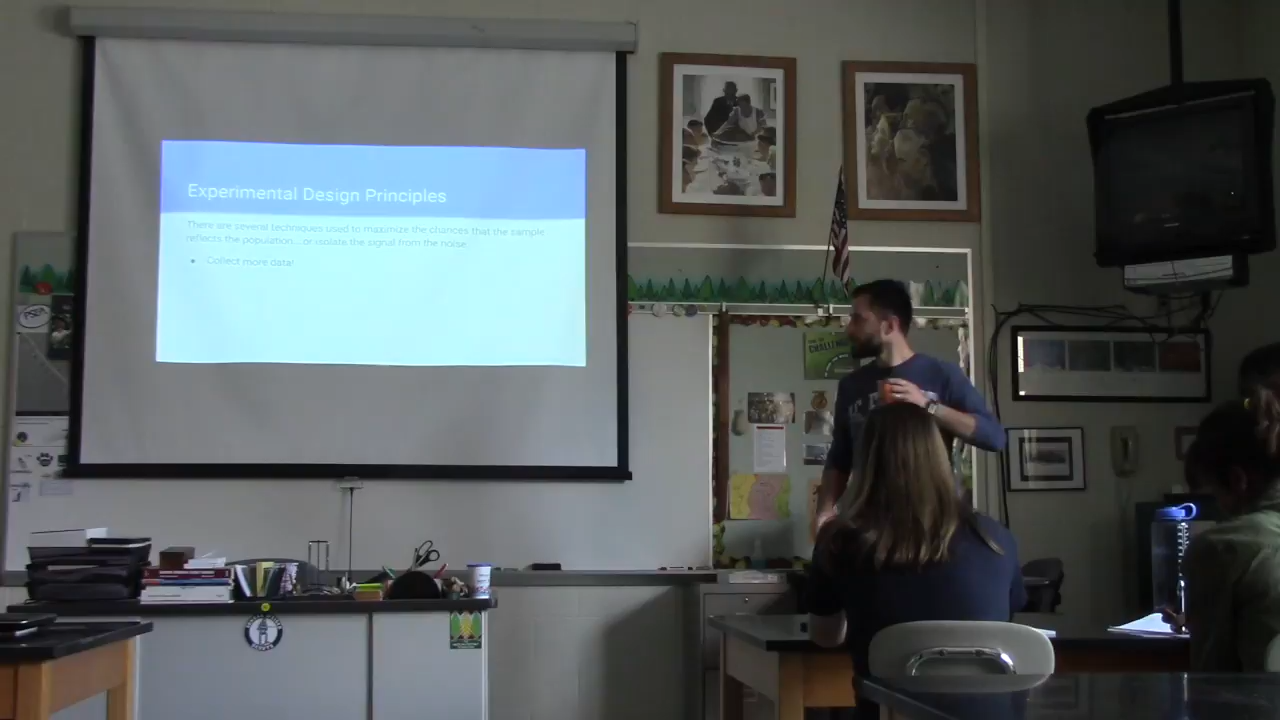 Experimental Design Principles
There are several techniques used to maximize the chances that the sample
reflects the population... or isolate the signal from the noise.
• Collect more data!
CHALLENGE